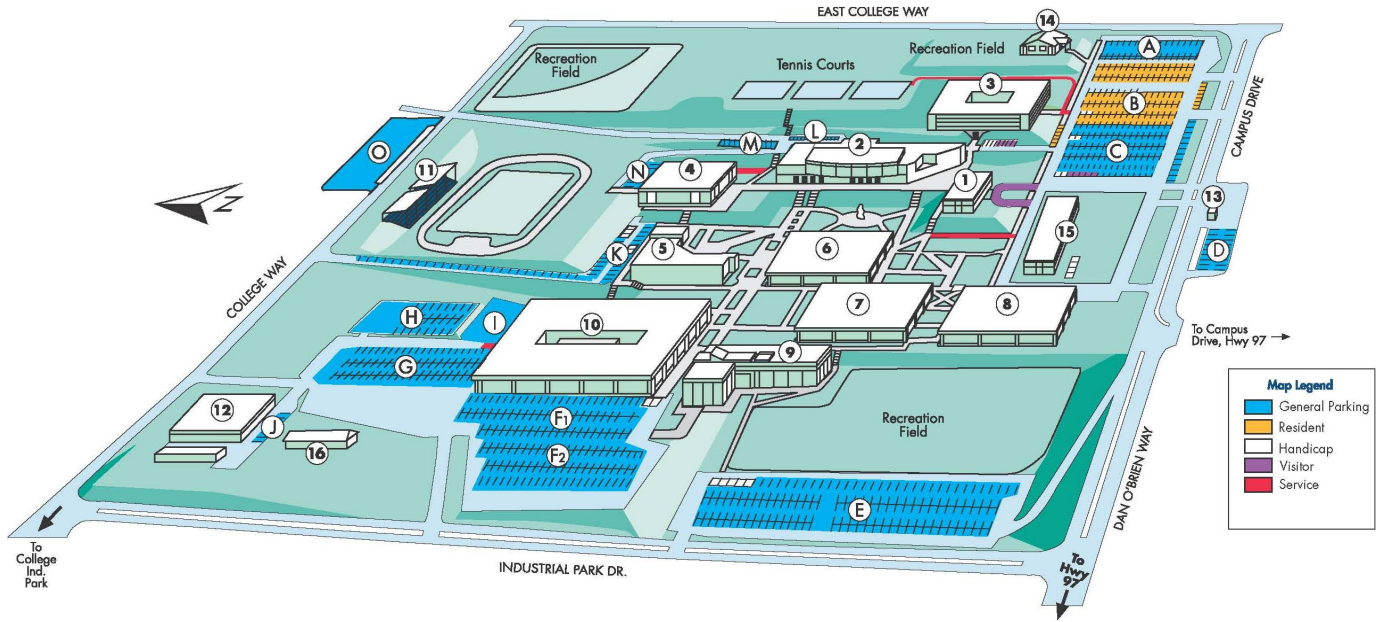 EAST COLLEGE WAY
14
A
Recreation Field
Recreation
Field
Tennis Courts
3
B
CAMPUS DRIVE
L
M
2
C
O
11
N
4
1
13
N
K
5
6
15
D
COLLEGE WAY
H
I
10
7
8
To Campus
Drive, Hwy 97
9
G
Map Legend
General Parking
Resident
Handicap
Visitor
Service
12
J
16
F1
F2
Recreation
Field
E
DAN O'BRIEN WAY
To
College
Ind.
Park
INDUSTRIAL PARK DR.
To
Hwy
97